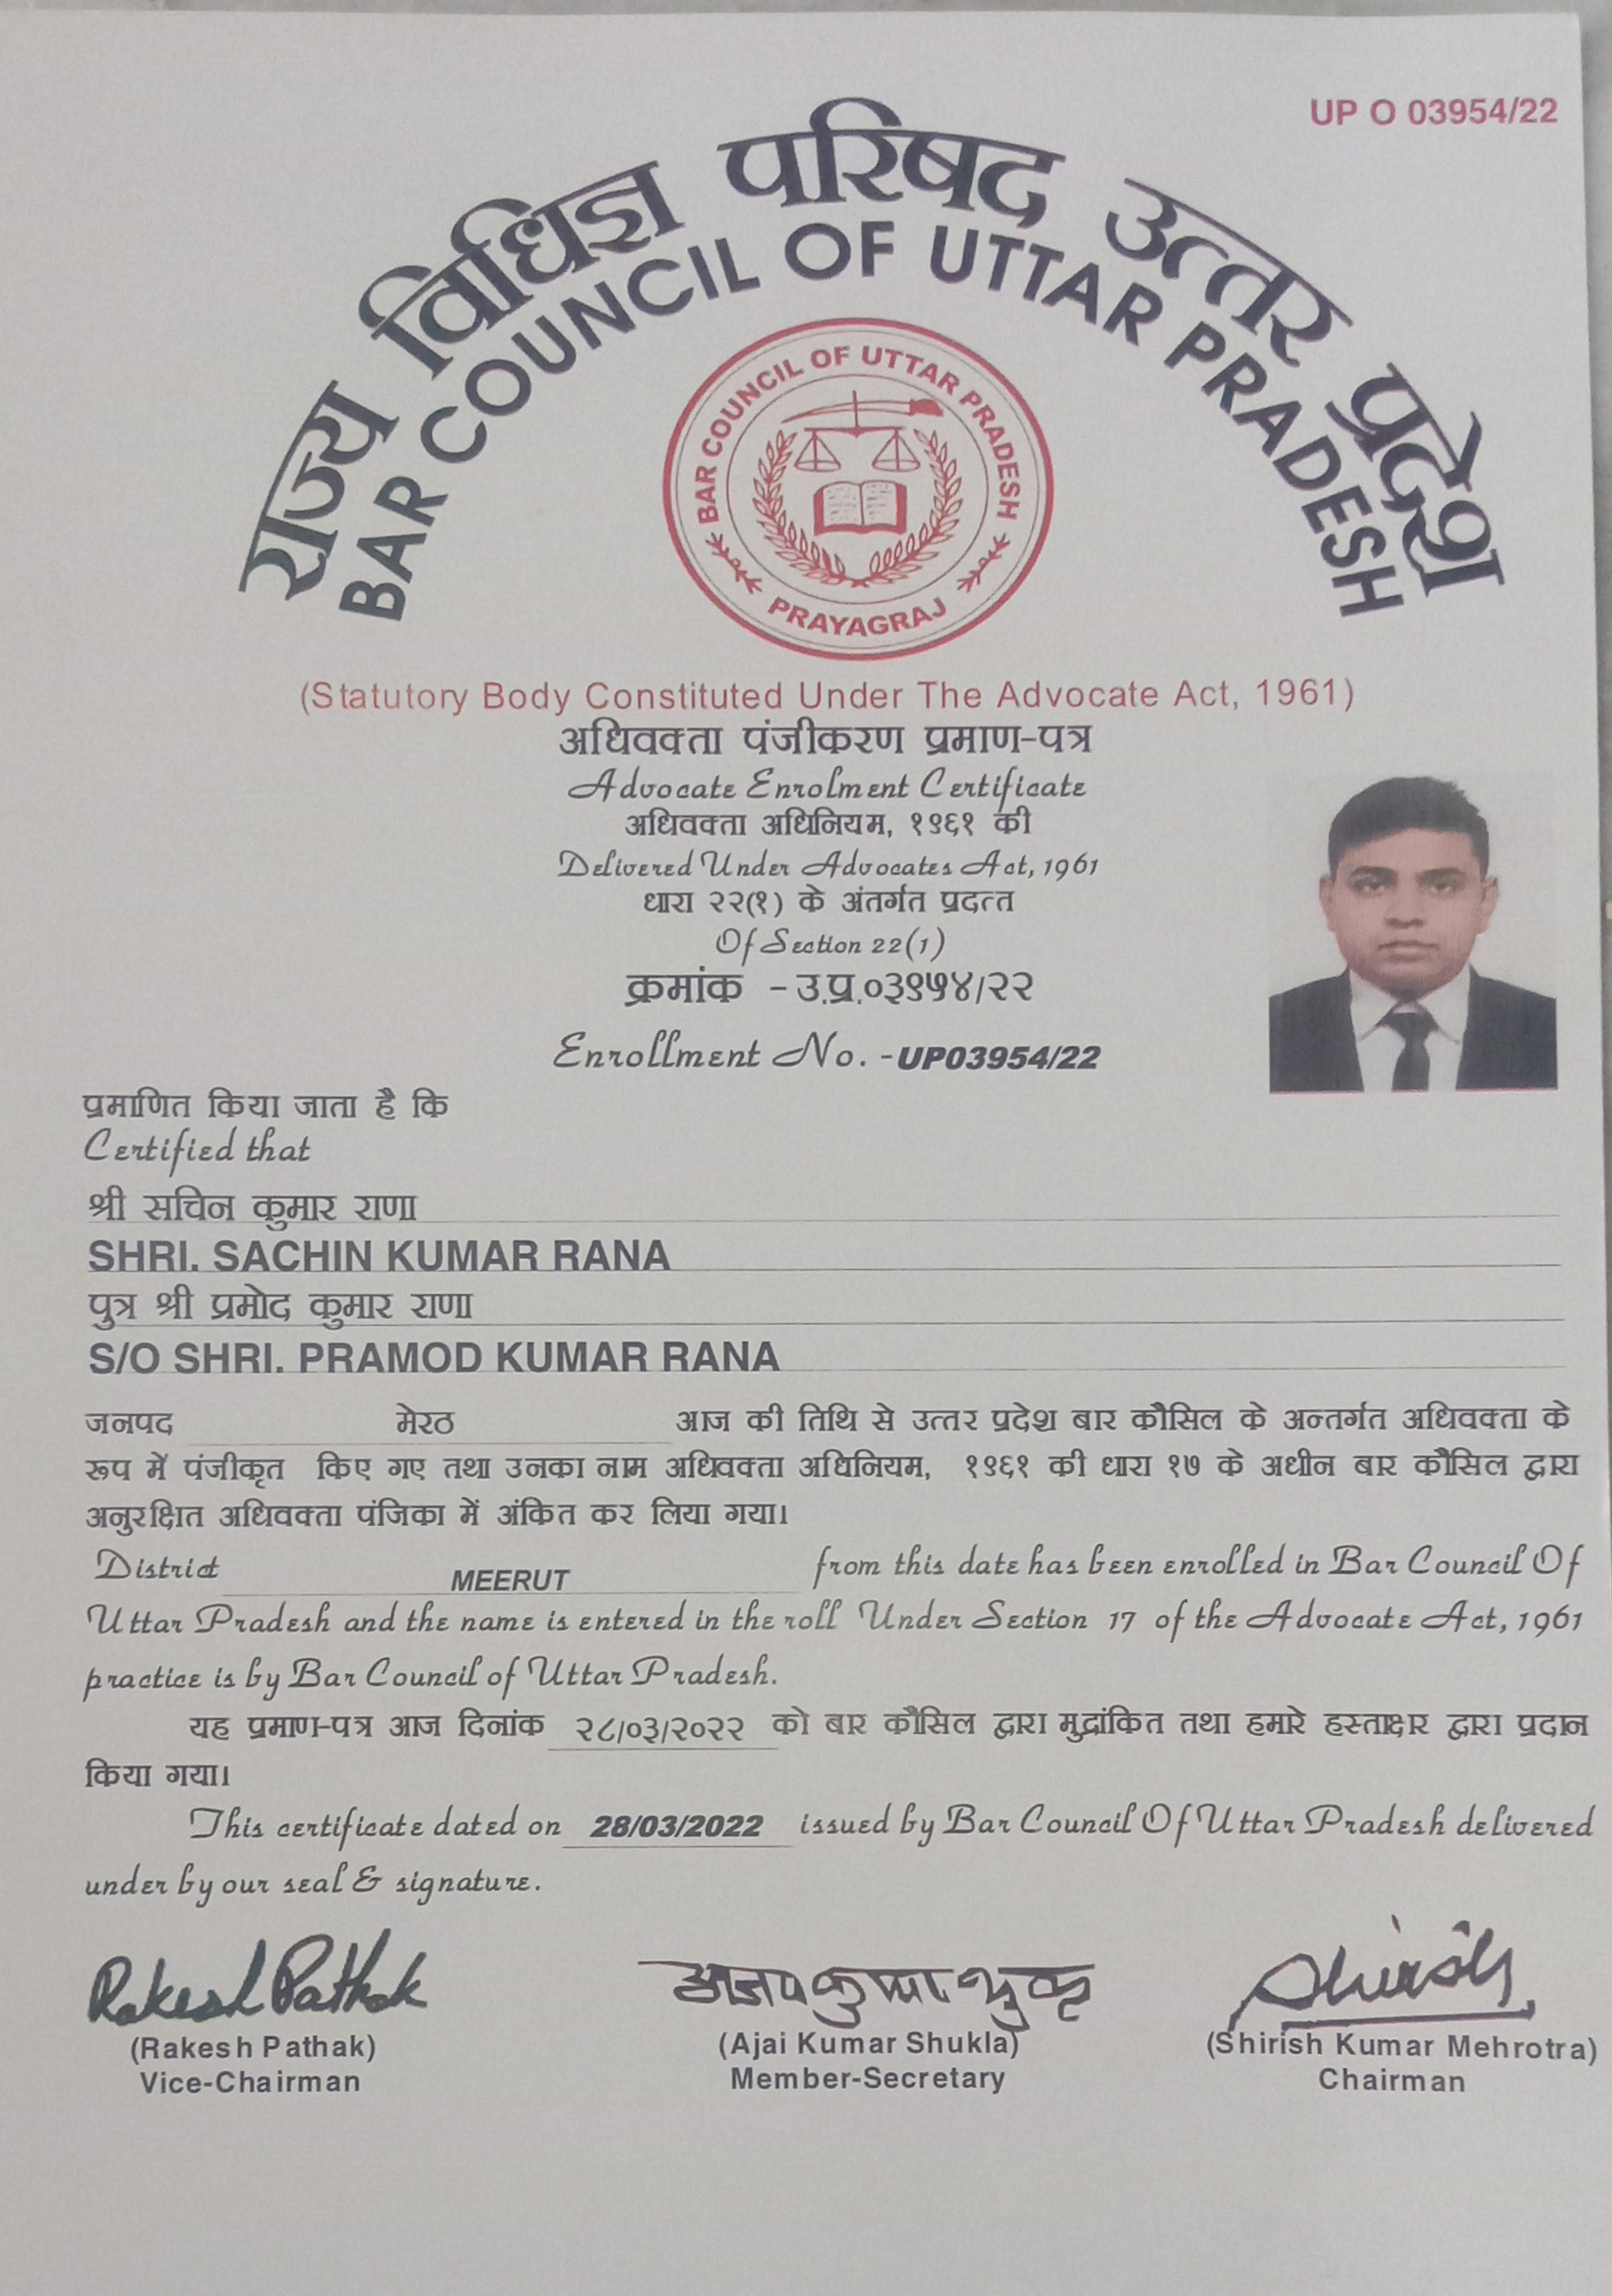 UP O 03954/22
राज्य विधिज्ञ परिषद उत्तर प्रदेश
BAR COUNCIL OF UTTAR PRADESH
BAR COUNCIL OF UTTAR PRADESH
PRAYAGRAJ
(Statutory Body Constituted Under The Advocate Act, 1961)
अधिवक्ता पंजीकरण प्रमाण-पत्र
Advocate Enrolment Certificate
अधिवक्ता अधिनियम, १९६१ की
Delivered Under Advocates Act, 1961
धारा २२(१) के अंतर्गत प्रदत्त
Of Section 22(1)
क्रमांक - उ.प्र.०३९५४/२२
Enrollment No. - UP03954/22
प्रमाणित किया जाता है कि
Certified that
श्री सचिन कुमार राणा
SHRI. SACHIN KUMAR RANA
पुत्र श्री प्रमोद कुमार राणा
S/O SHRI. PRAMOD KUMAR RANA
जनपद मेरठ आज की तिथि से उत्तर प्रदेश बार कौंसिल के अन्तर्गत अधिवक्ता के
रूप में पंजीकृत किए गए तथा उनका नाम अधिवक्ता अधिनियम, १९६१ की धारा १७ के अधीन बार कौंसिल द्वारा
अनुरक्षित अधिवक्ता पंजिका में अंकित कर लिया गया।
District MEERUT from this date has been enrolled in Bar Council Of
Uttar Pradesh and the name is entered in the roll Under Section 17 of the Advocate Act, 1961
practice is by Bar Council of Uttar Pradesh.
यह प्रमाण-पत्र आज दिनांक २८/०३/२०२२ को बार कौंसिल द्वारा मुद्रांकित तथा हमारे हस्ताक्षर द्वारा प्रदान
किया गया।
This certificate dated on 28/03/2022 issued by Bar Council Of Uttar Pradesh delivered
under by our seal & signature.
Rakesh Pathak अजय कुमार शुक्ल Shirish
(Rakesh Pathak) (Ajai Kumar Shukla) (Shirish Kumar Mehrotra)
Vice-Chairman Member-Secretary Chairman